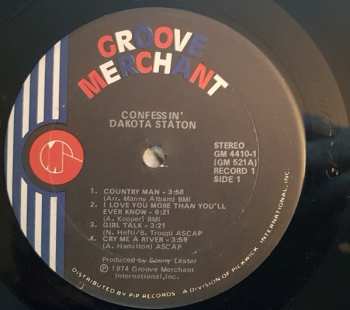 GROOVE
MERCHANT
CONFESSIN'
DAKOTA STATON
STEREO
GM 4410-1
(GM 521A)
RECORD 1
SIDE 1
1. COUNTRY MAN - 3:58
(Arr. Manny Albam) BMI
2. I LOVE YOU MORE THAN YOU'LL
EVER KNOW - 6:21
(A. Kooper) BMI
3. GIRL TALK - 3:21
(N. Hefti/B. Troup) ASCAP
4. CRY ME A RIVER - 3:59
(A. Hamilton) ASCAP
Produced by Sonny Lester
℗ 1974 Groove Merchant
International, Inc.
DISTRIBUTED BY PIP RECORDS • A DIVISION OF PICKWICK INTERNATIONAL, INC.